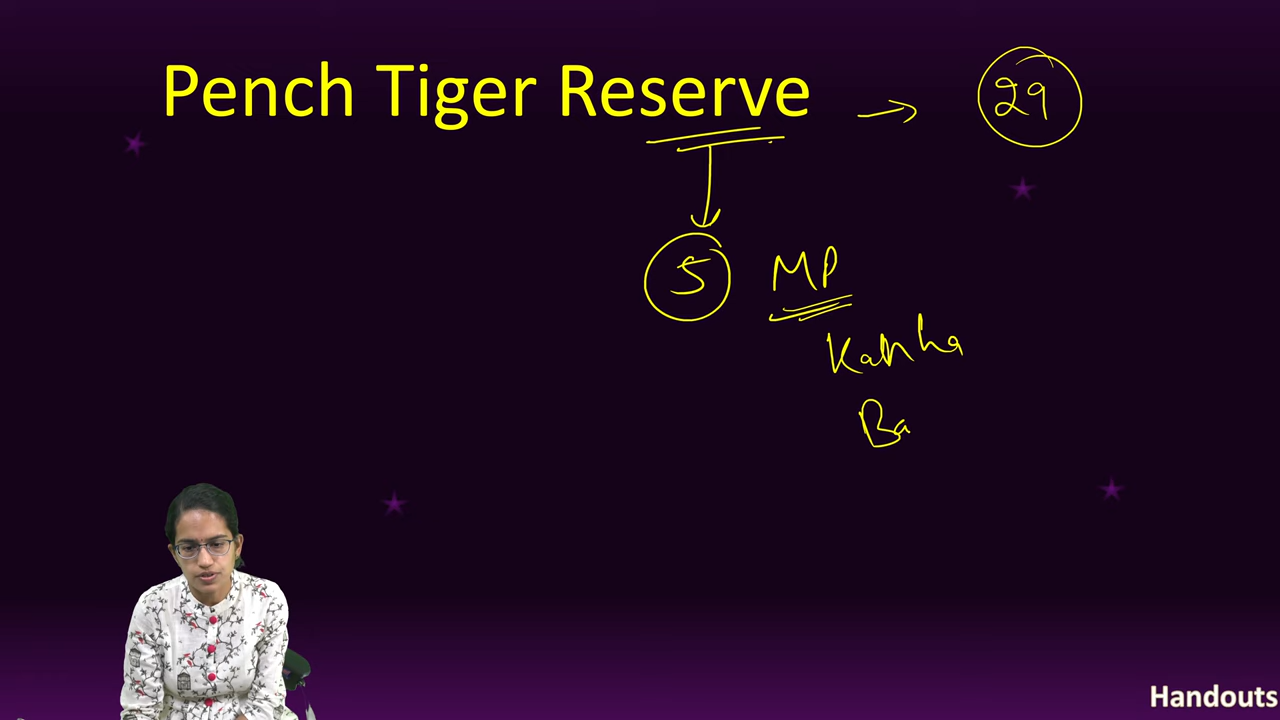 Pench Tiger Reserve → 29
5 MP
Kanha
Ba
Handouts